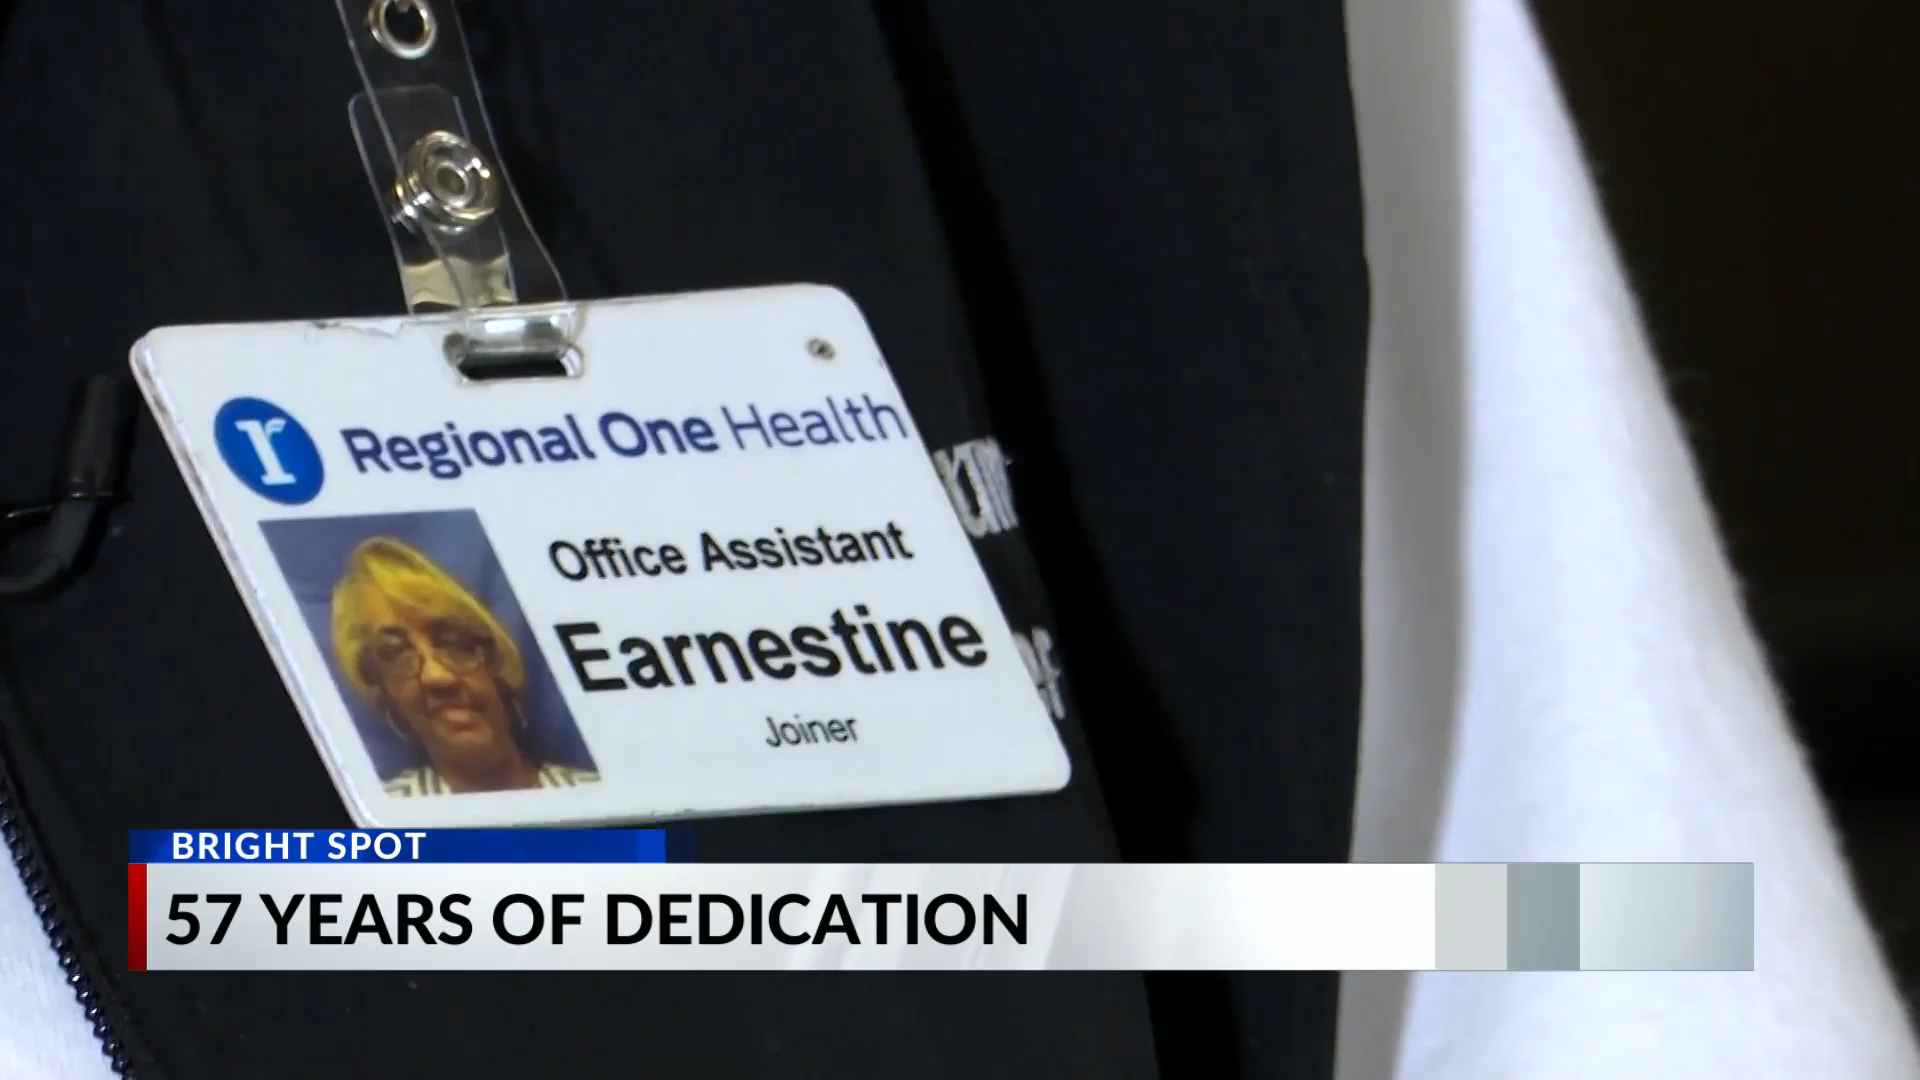 r Regional One Health
Office Assistant
Earnestine
Joiner
BRIGHT SPOT
57 YEARS OF DEDICATION